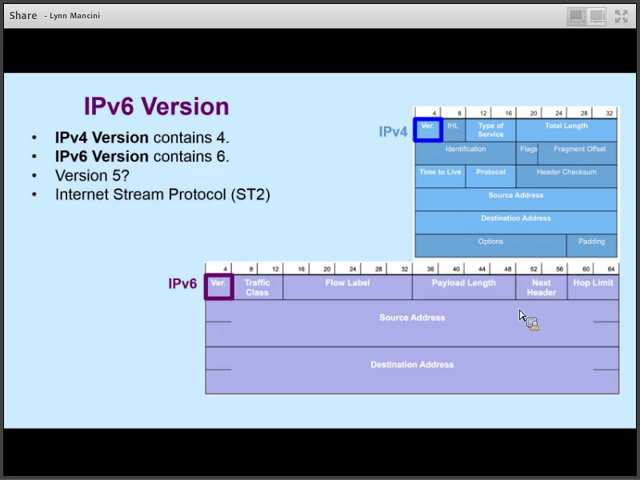 Share - Lynn Mancini
IPv6 Version
• IPv4 Version contains 4.
• IPv6 Version contains 6.
• Version 5?
• Internet Stream Protocol (ST2)
IPv4
4 8 12 16 20 24 28 32
Ver. IHL Type of Service Total Length
Identification Flags Fragment Offset
Time to Live Protocol Header Checksum
Source Address
Destination Address
Options Padding
IPv6
4 8 12 16 20 24 28 32 36 40 44 48 52 56 60 64
Ver. Traffic Class Flow Label Payload Length Next Header Hop Limit
Source Address
Destination Address